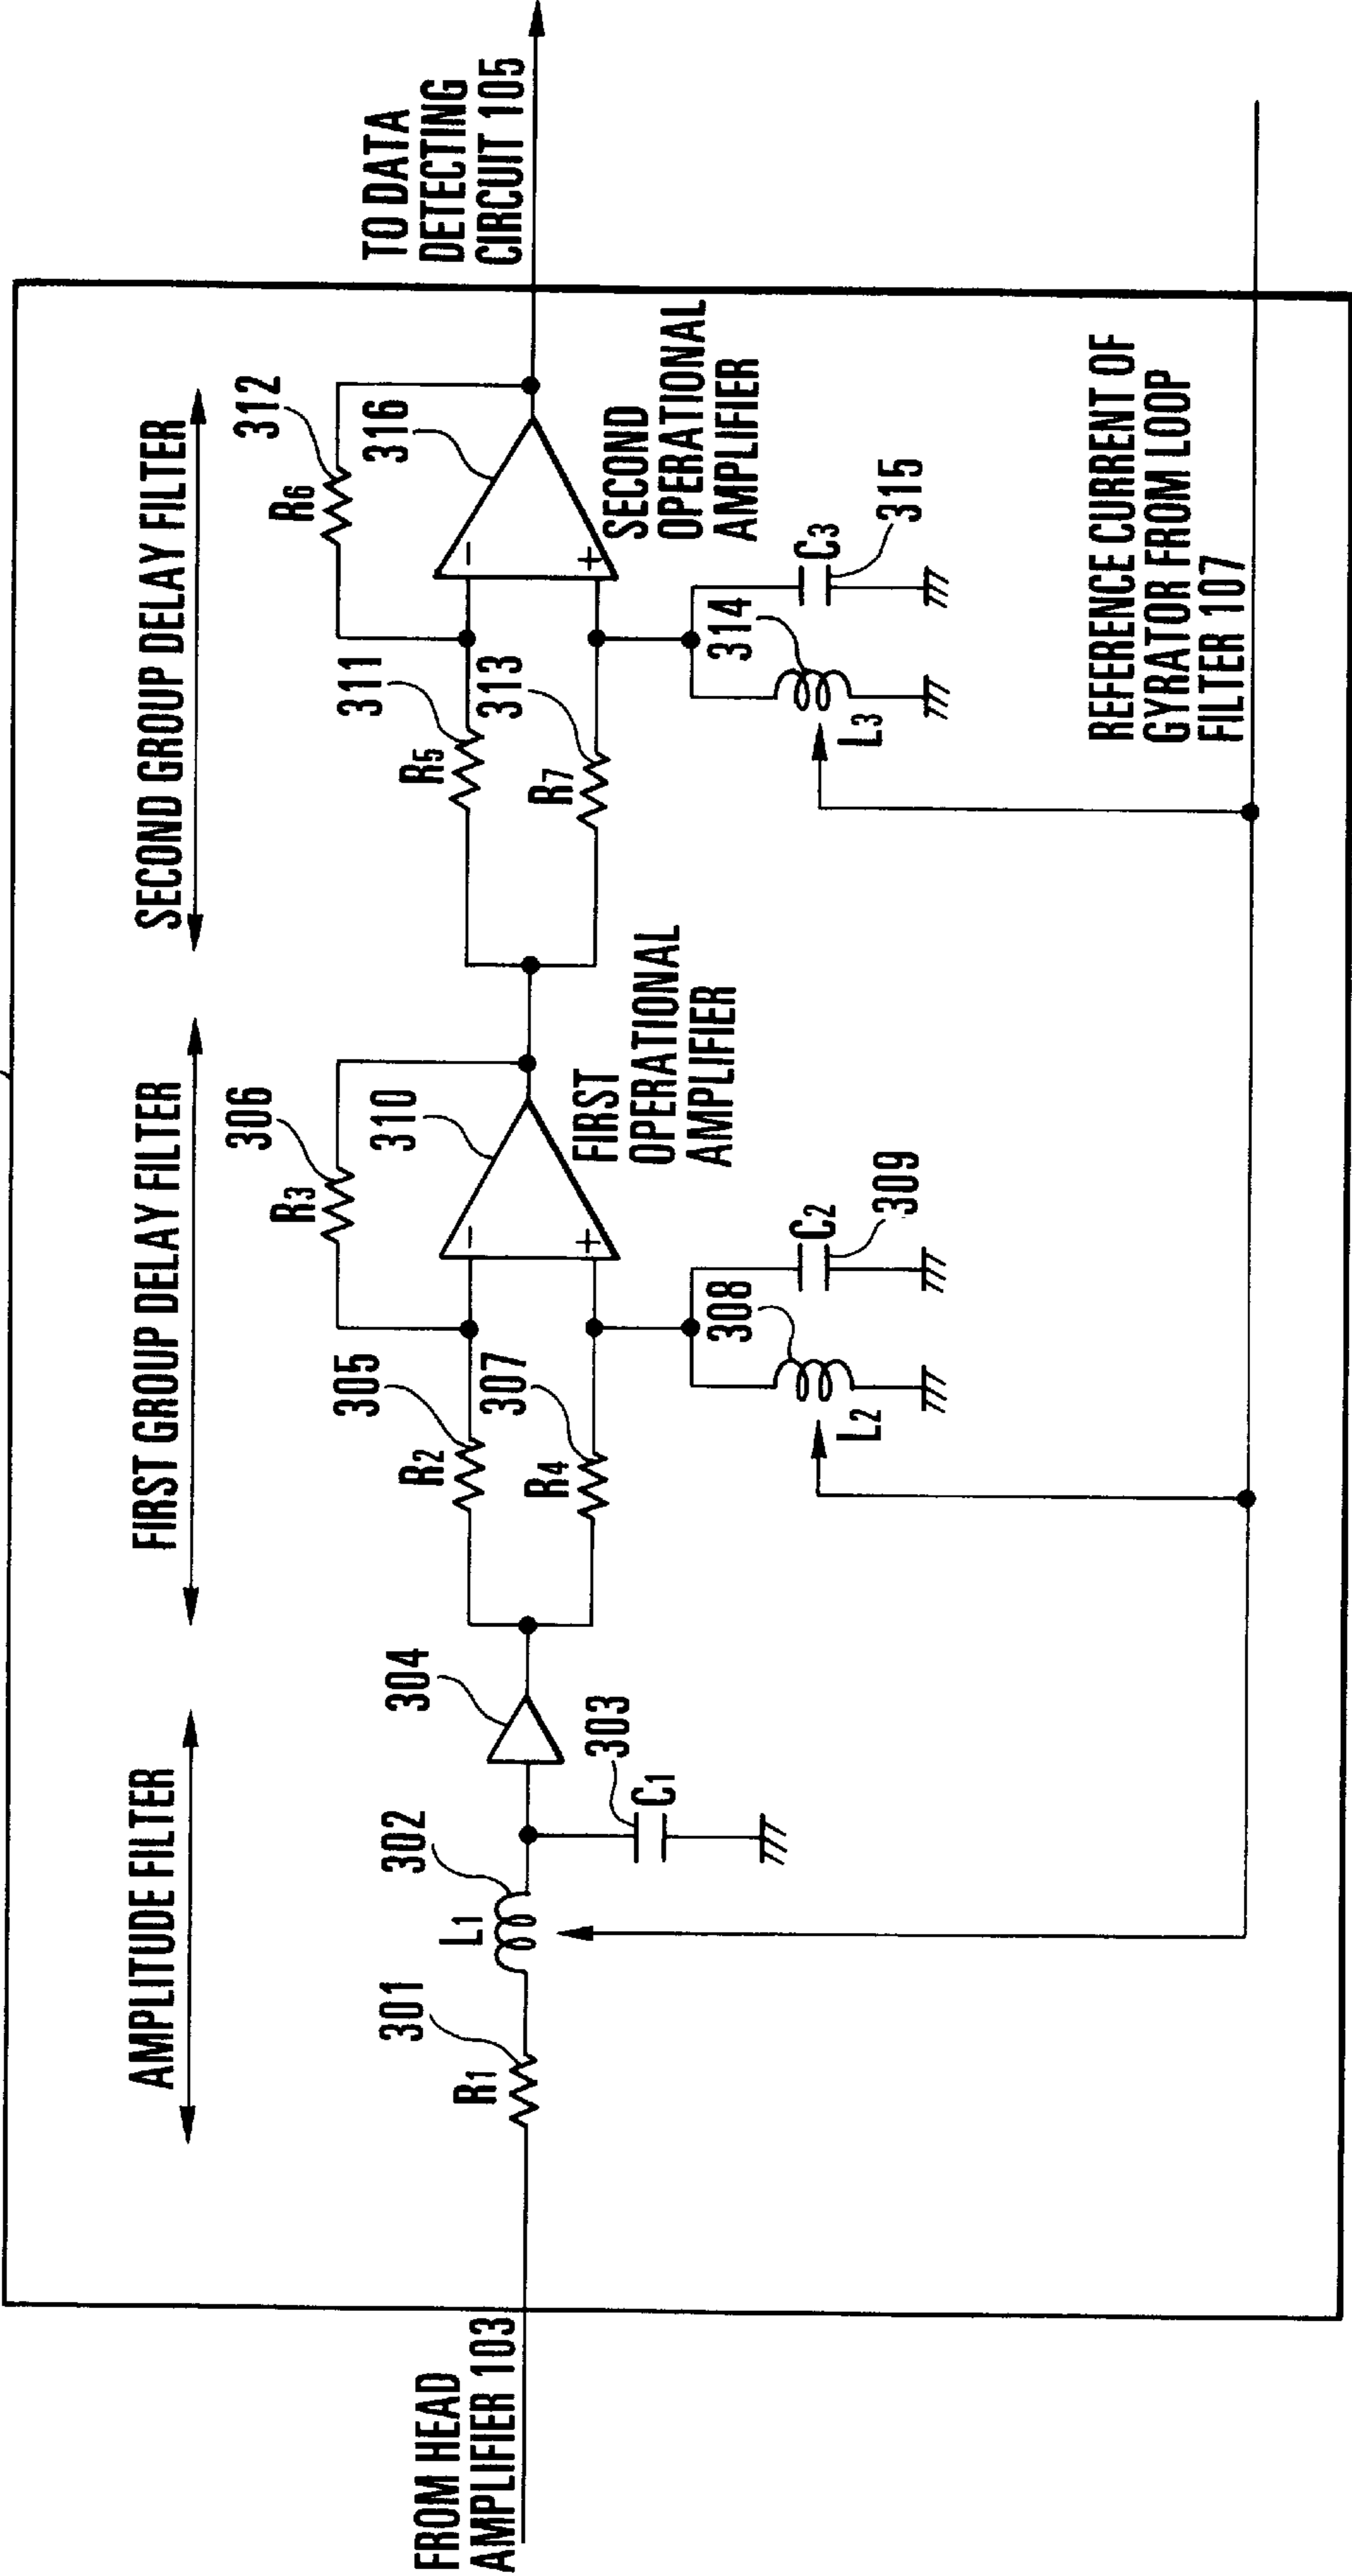 AMPLITUDE FILTER
FIRST GROUP DELAY FILTER
SECOND GROUP DELAY FILTER
FROM HEAD
AMPLIFIER 103
301
R1
302
L1
303
C1
304
305
R2
306
R3
307
R4
308
L2
309
C2
310
−
+
FIRST
OPERATIONAL
AMPLIFIER
311
R5
312
R6
313
R7
314
L3
315
C3
316
−
+
SECOND
OPERATIONAL
AMPLIFIER
TO DATA
DETECTING
CIRCUIT 105
REFERENCE CURRENT OF
GYRATOR FROM LOOP
FILTER 107